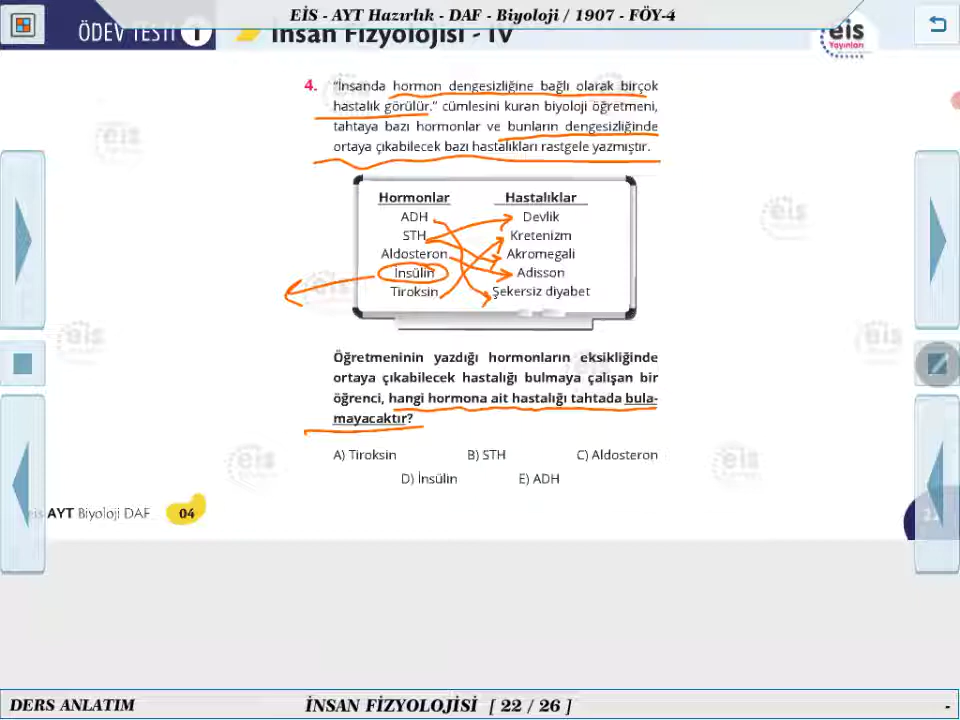 EİS - AYT Hazırlık - DAF - Biyoloji / 1907 - FÖY-4
ÖDEV TESTİ 1
İnsan Fizyolojisi - IV
eis
Yayınları
4. “İnsanda hormon dengesizliğine bağlı olarak birçok
hastalık görülür.” cümlesini kuran biyoloji öğretmeni,
tahtaya bazı hormonlar ve bunların dengesizliğinde
ortaya çıkabilecek bazı hastalıkları rastgele yazmıştır.
Hormonlar Hastalıklar
ADH Devlik
STH Kretenizm
Aldosteron Akromegali
İnsülin Adisson
Tiroksin Şekersiz diyabet
Öğretmeninin yazdığı hormonların eksikliğinde
ortaya çıkabilecek hastalığı bulmaya çalışan bir
öğrenci, hangi hormona ait hastalığı tahtada bula-
mayacaktır?
A) Tiroksin B) STH C) Aldosteron
D) İnsülin E) ADH
eis AYT Biyoloji DAF 04
DERS ANLATIM İNSAN FİZYOLOJİSİ [ 22 / 26 ] -